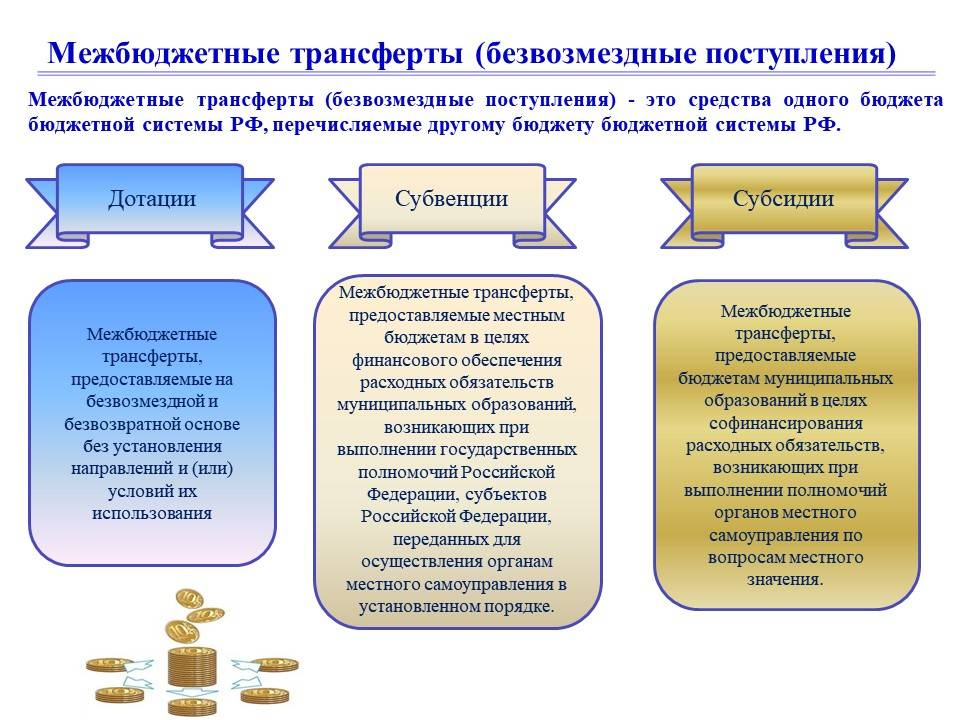 Межбюджетные трансферты (безвозмездные поступления)
Межбюджетные трансферты (безвозмездные поступления) - это средства одного бюджета
бюджетной системы РФ, перечисляемые другому бюджету бюджетной системы РФ.
Дотации
Межбюджетные
трансферты,
предоставляемые на
безвозмездной и
безвозвратной основе
без установления
направлений и (или)
условий их
использования
Субвенции
Межбюджетные трансферты,
предоставляемые местным
бюджетам в целях
финансового обеспечения
расходных обязательств
муниципальных образований,
возникающих при
выполнении государственных
полномочий Российской
Федерации, субъектов
Российской Федерации,
переданных для
осуществления органам
местного самоуправления в
установленном порядке.
Субсидии
Межбюджетные
трансферты,
предоставляемые
бюджетам муниципальных
образований в целях
софинансирования
расходных обязательств,
возникающих при
выполнении полномочий
органов местного
самоуправления по
вопросам местного
значения.